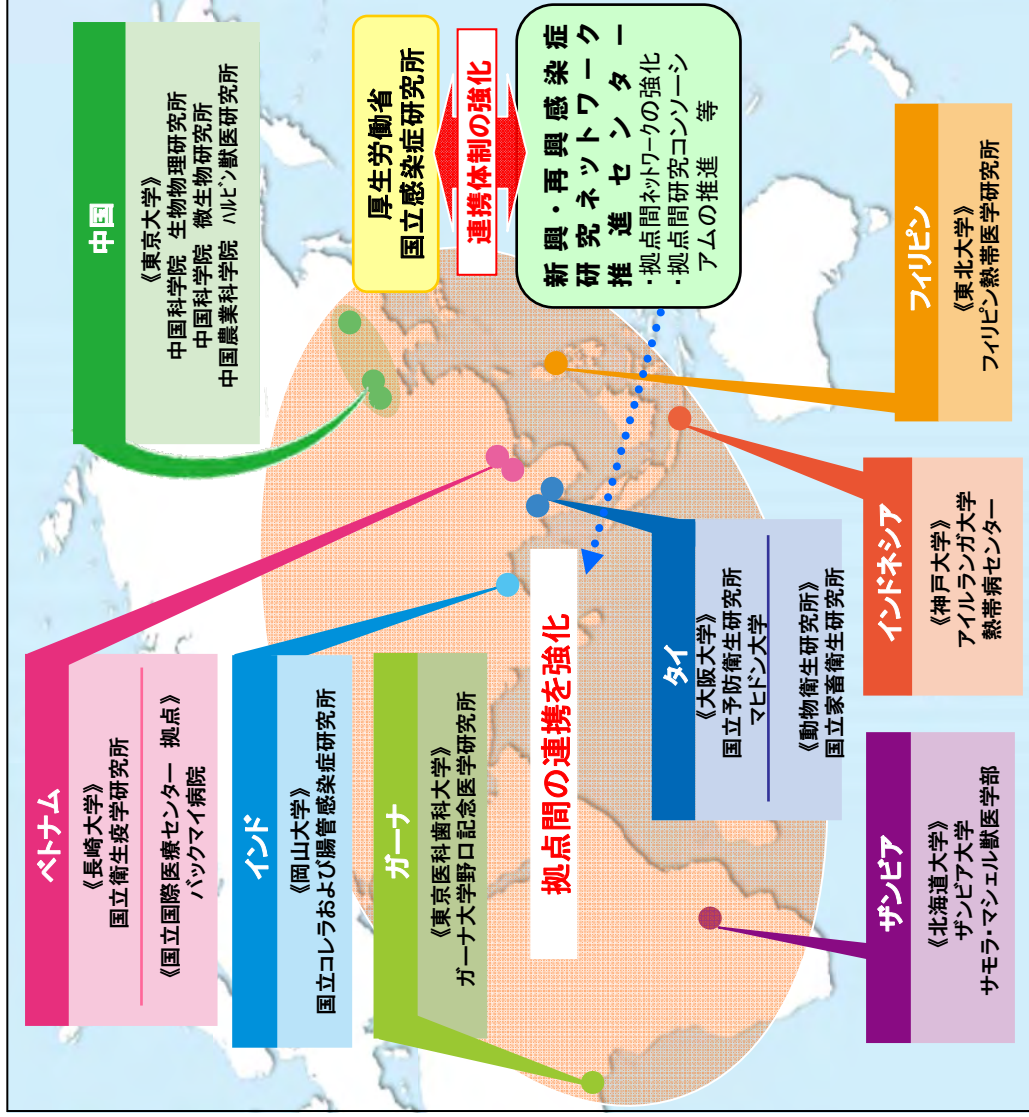 ベトナム
《長崎大学》
国立衛生疫学研究所
《国立国際医療センター 拠点》
バックマイ病院
インド
《岡山大学》
国立コレラおよび腸管感染症研究所
ガーナ
《東京医科歯科大学》
ガーナ大学野口記念医学研究所
中国
《東京大学》
中国科学院 生物物理研究所
中国科学院 微生物研究所
中国農業科学院 ハルビン獣医研究所
厚生労働省
国立感染症研究所
連携体制の強化
新興・再興感染症
研究ネットワーク
推進センター
・拠点間ネットワークの強化
・拠点間研究コンソーシ
アムの推進 等
拠点間の連携を強化
タイ
《大阪大学》
国立予防衛生研究所
マヒドン大学
《動物衛生研究所》
国立家畜衛生研究所
ザンビア
《北海道大学》
ザンビア大学
サモラ・マシェル獣医学部
インドネシア
《神戸大学》
アイルランガ大学
熱帯病センター
フィリピン
《東北大学》
フィリピン熱帯医学研究所